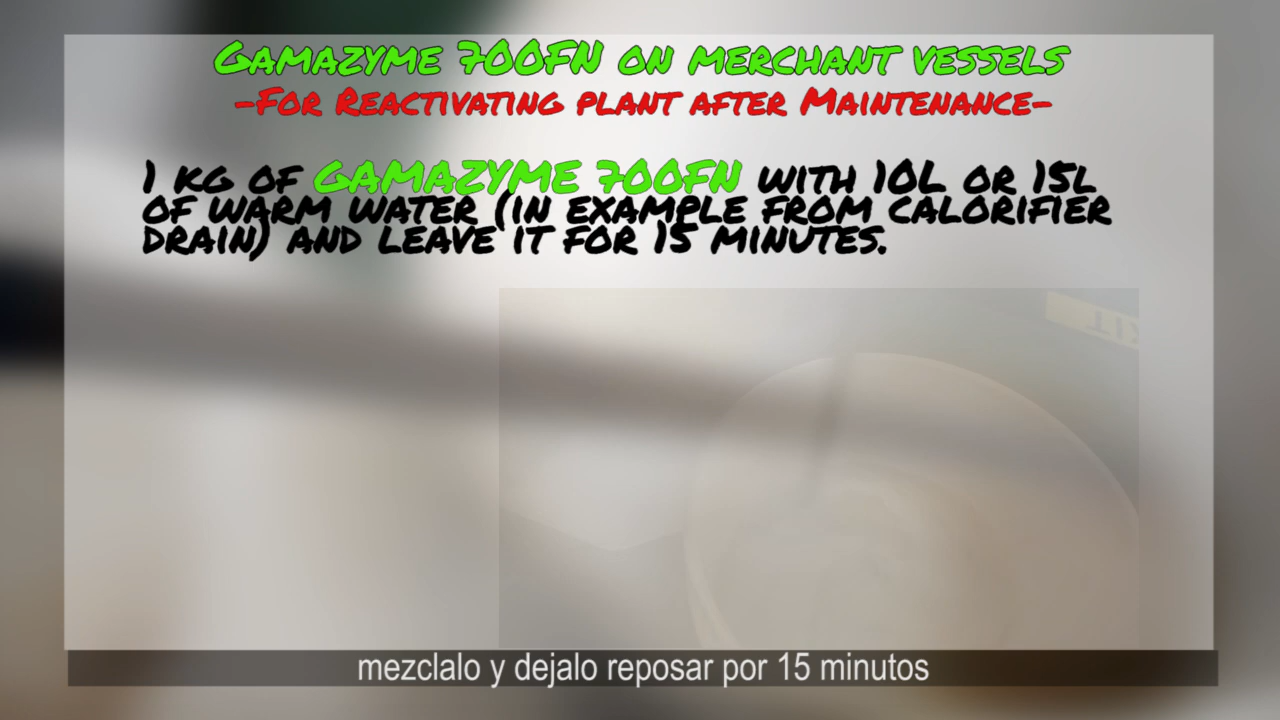 Gamazyme 700FN on merchant vessels
-For Reactivating plant after Maintenance-
1 kg of GAMAZYME 700FN with 10L or 15L
of warm water (in example from calorifier
drain) and leave it for 15 minutes.
mezclalo y dejalo reposar por 15 minutos